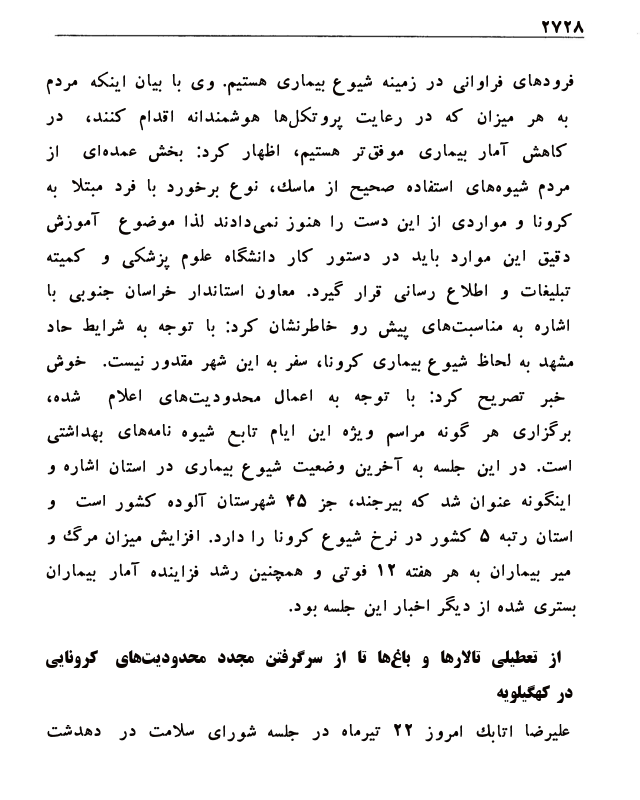 ۲۷۲۸
فرودهای فراوانی در زمینه شیوع بیماری هستیم. وی با بیان اینکه مردم
به هر میزان که در رعایت پروتکل‌ها هوشمندانه اقدام کنند، در
کاهش آمار بیماری موفق‌تر هستیم، اظهار کرد: بخش عمده‌ای از
مردم شیوه‌های استفاده صحیح از ماسک، نوع برخورد با فرد مبتلا به
کرونا و مواردی از این دست را هنوز نمی‌دادند لذا موضوع آموزش
دقیق این موارد باید در دستور کار دانشگاه علوم پزشکی و کمیته
تبلیغات و اطلاع رسانی قرار گیرد. معاون استاندار خراسان جنوبی با
اشاره به مناسبت‌های پیش رو خاطرنشان کرد: با توجه به شرایط حاد
مشهد به لحاظ شیوع بیماری کرونا، سفر به این شهر مقدور نیست. خوش
خبر تصریح کرد: با توجه به اعمال محدودیت‌های اعلام شده،
برگزاری هر گونه مراسم ویژه این ایام تابع شیوه نامه‌های بهداشتی
است. در این جلسه به آخرین وضعیت شیوع بیماری در استان اشاره و
اینگونه عنوان شد که بیرجند، جز ۴۵ شهرستان آلوده کشور است و
استان رتبه ۵ کشور در نرخ شیوع کرونا را دارد. افزایش میزان مرگ و
میر بیماران به هر هفته ۱۲ فوتی و همچنین رشد فزاینده آمار بیماران
بستری شده از دیگر اخبار این جلسه بود.
از تعطیلی تالارها و باغ‌ها تا از سرگرفتن مجدد محدودیت‌های کرونایی
در کهگیلویه
علیرضا اتابک امروز ۲۲ تیرماه در جلسه شورای سلامت در دهدشت